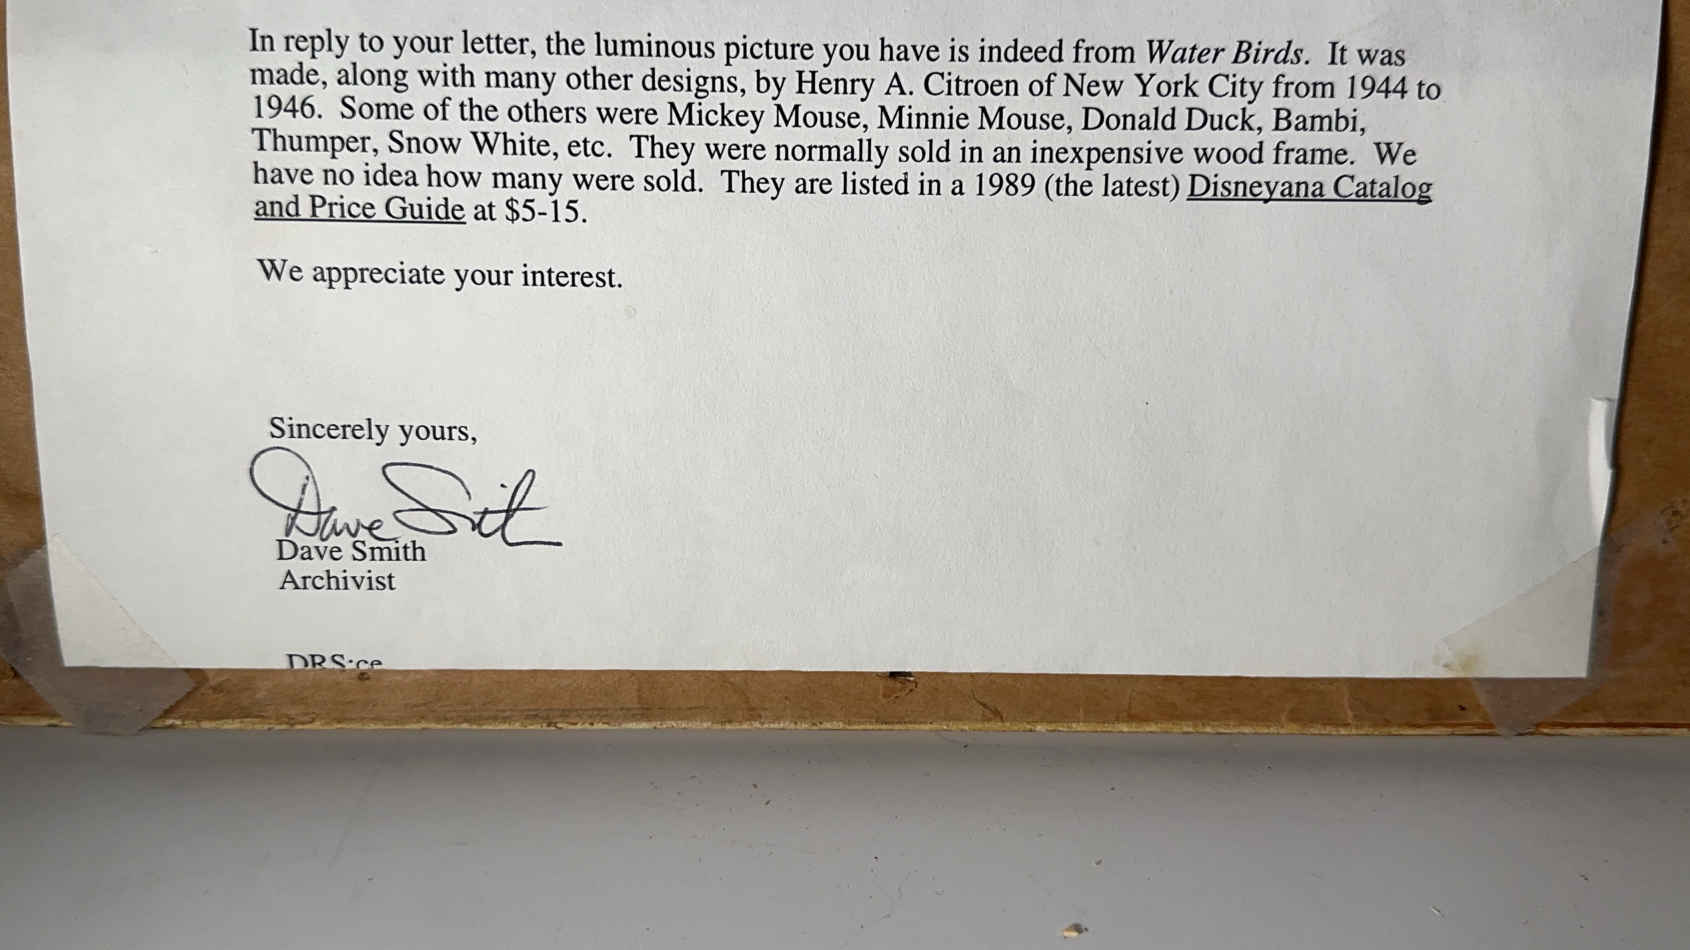 In reply to your letter, the luminous picture you have is indeed from Water Birds. It was
made, along with many other designs, by Henry A. Citroen of New York City from 1944 to
1946. Some of the others were Mickey Mouse, Minnie Mouse, Donald Duck, Bambi,
Thumper, Snow White, etc. They were normally sold in an inexpensive wood frame. We
have no idea how many were sold. They are listed in a 1989 (the latest) Disneyana Catalog
and Price Guide at $5-15.
We appreciate your interest.
Sincerely yours,
Dave Smith
Dave Smith
Archivist
DRS:ce